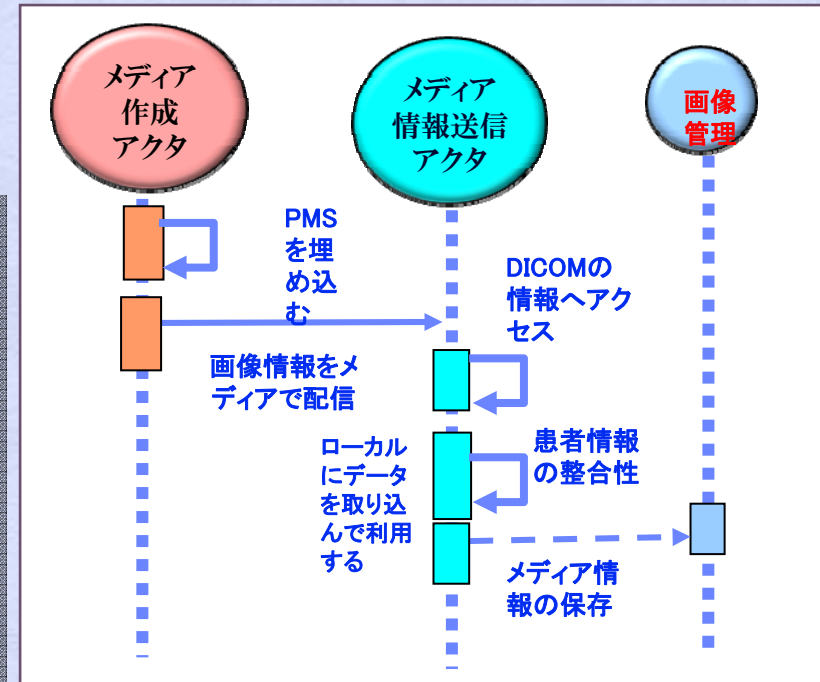 メディア
作成
アクタ
メディア
情報送信
アクタ
画像
管理
PMS
を埋
め込
む
DICOMの
情報へアク
セス
画像情報をメ
ディアで配信
ローカル
にデータ
を取り込
んで利用
する
患者情報
の整合性
メディア情
報の保存